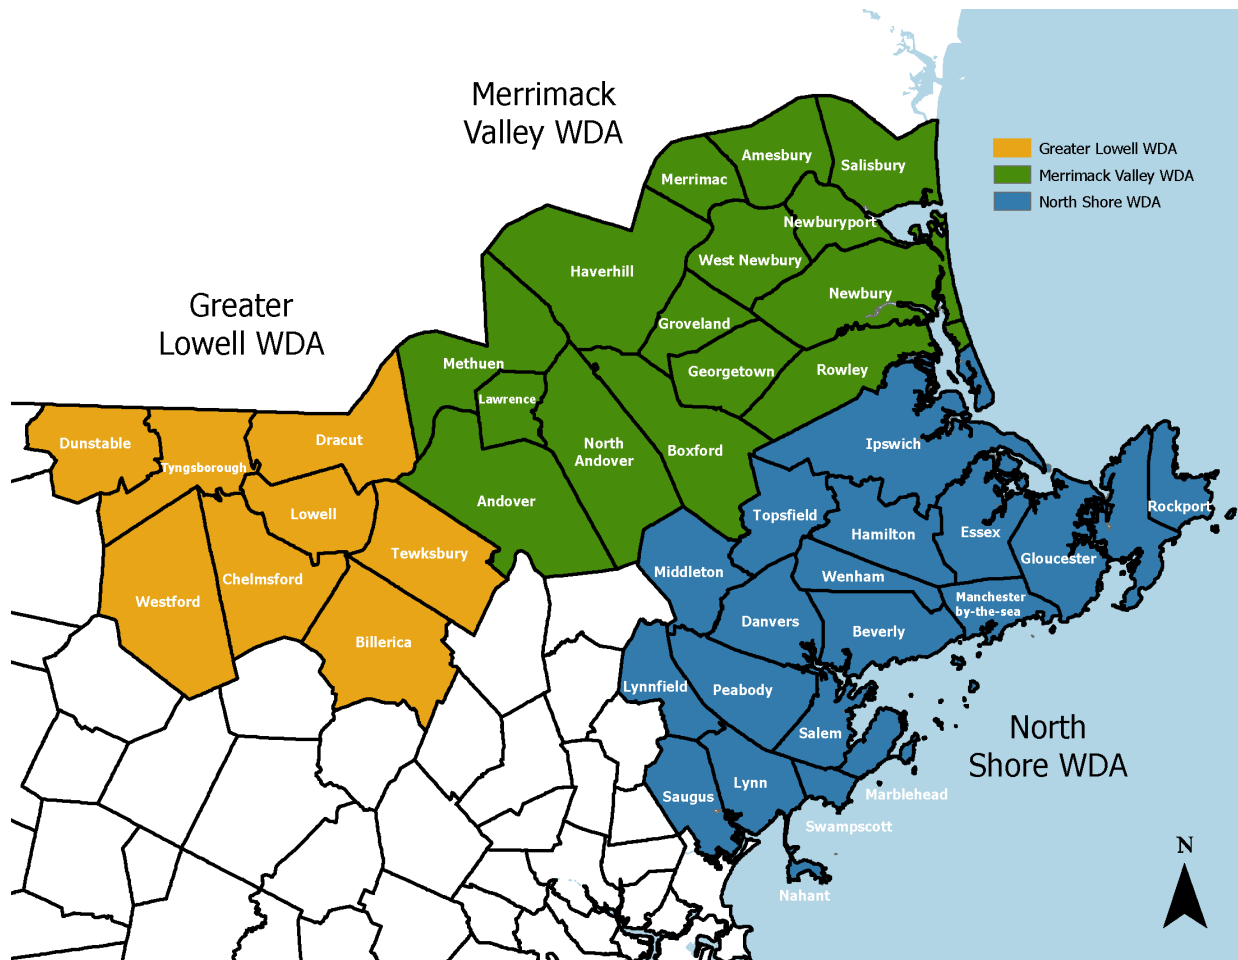 Merrimack
Valley WDA
Greater Lowell WDA
Merrimack Valley WDA
North Shore WDA
Greater
Lowell WDA
Amesbury
Salisbury
Merrimac
Newburyport
West Newbury
Haverhill
Newbury
Groveland
Methuen
Georgetown
Rowley
Lawrence
Dunstable
Dracut
Tyngsborough
North
Andover
Boxford
Ipswich
Andover
Lowell
Topsfield
Rockport
Hamilton
Essex
Tewksbury
Gloucester
Chelmsford
Middleton
Wenham
Westford
Manchester
by-the-sea
Danvers
Beverly
Billerica
Lynnfield
Peabody
Salem
North
Shore WDA
Lynn
Saugus
Marblehead
Swampscott
Nahant
N